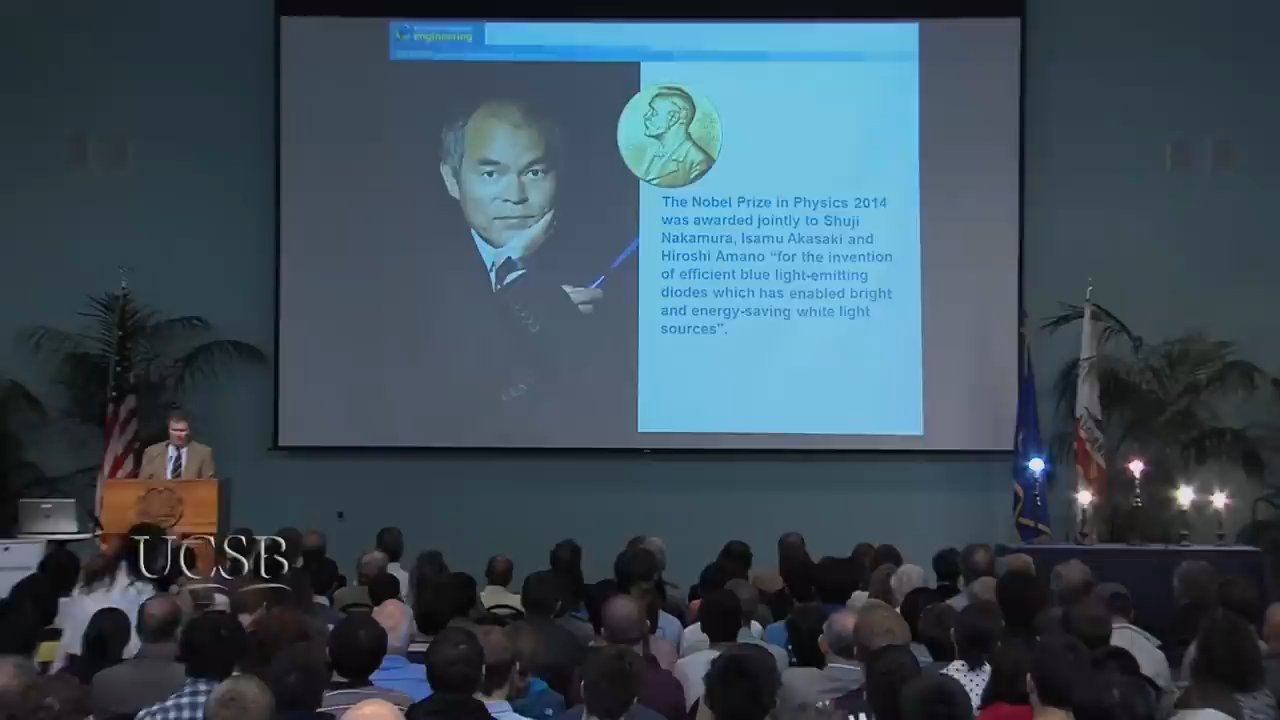 engineering
The Nobel Prize in Physics 2014
was awarded jointly to Shuji
Nakamura, Isamu Akasaki and
Hiroshi Amano “for the invention
of efficient blue light-emitting
diodes which has enabled bright
and energy-saving white light
sources”.
UCSB